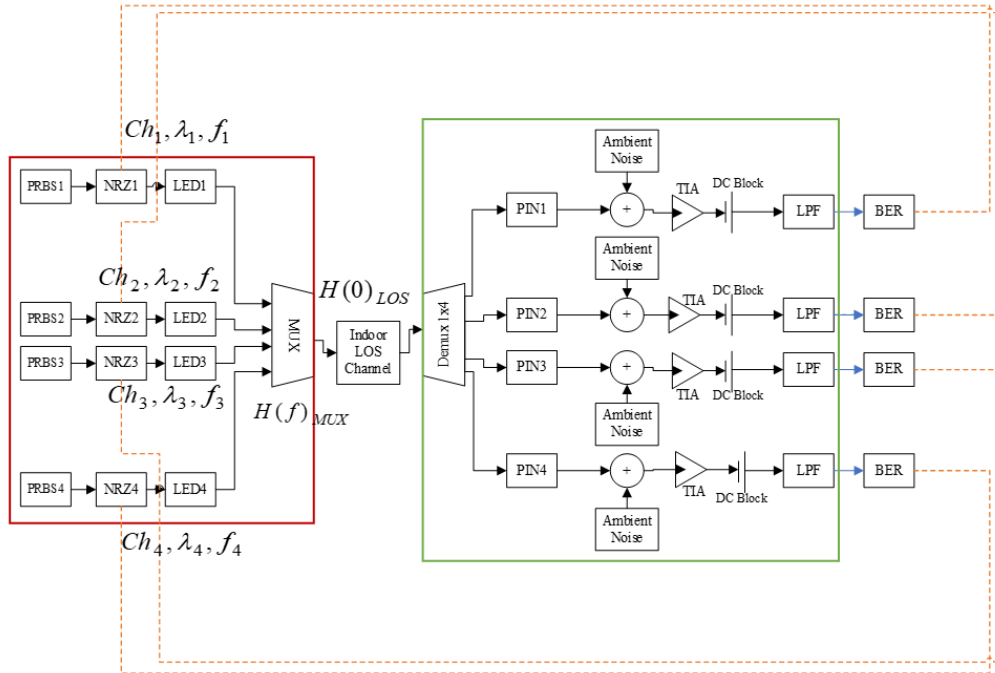 Ch₁, λ₁, f₁
PRBS1
NRZ1
LED1
Ch₂, λ₂, f₂
PRBS2
NRZ2
LED2
PRBS3
NRZ3
LED3
Ch₃, λ₃, f₃
PRBS4
NRZ4
LED4
Ch₄, λ₄, f₄
MUX
H(f)MUX
H(0)LOS
Indoor
LOS
Channel
Demux 1x4
Ambient
Noise
PIN1
+
TIA
DC Block
LPF
BER
Ambient
Noise
PIN2
+
TIA
DC Block
LPF
BER
PIN3
+
TIA
DC Block
LPF
BER
Ambient
Noise
PIN4
+
TIA
DC Block
LPF
BER
Ambient
Noise